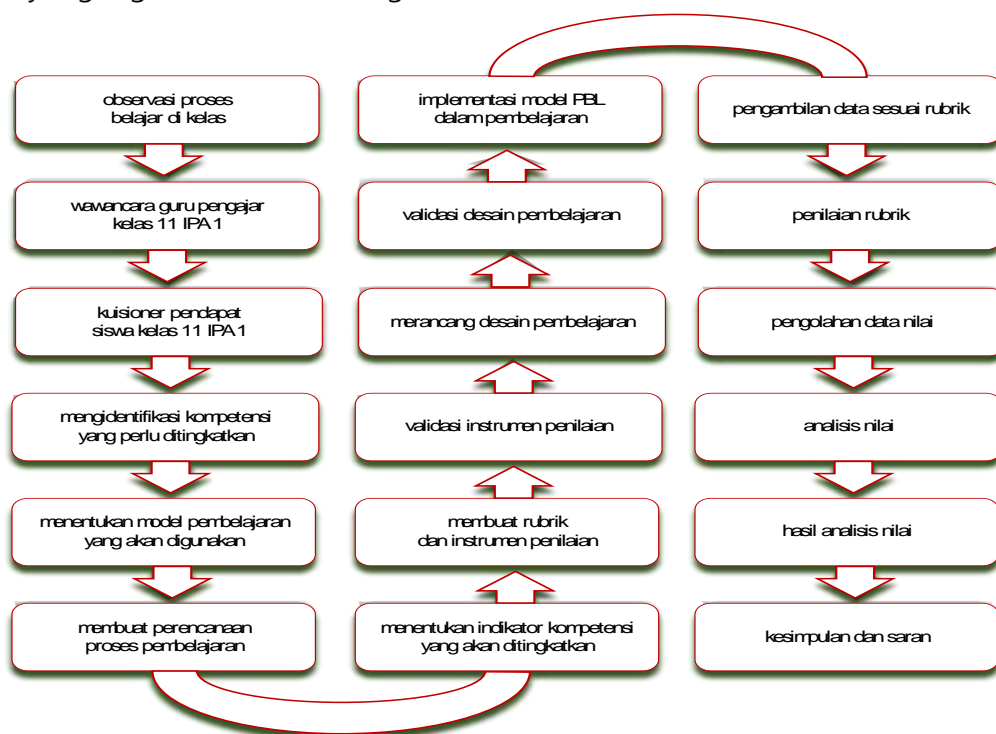 observasi proses
belajar di kelas
wawancara guru pengajar
kelas 11 IPA 1
kuisioner pendapat
siswa kelas 11 IPA 1
mengidentifikasi kompetensi
yang perlu ditingkatkan
menentukan model pembelajaran
yang akan digunakan
membuat perencanaan
proses pembelajaran
menentukan indikator kompetensi
yang akan ditingkatkan
membuat rubrik
dan instrumen penilaian
validasi instrumen penilaian
merancang desain pembelajaran
validasi desain pembelajaran
implementasi model PBL
dalam pembelajaran
pengambilan data sesuai rubrik
penilaian rubrik
pengolahan data nilai
analisis nilai
hasil analisis nilai
kesimpulan dan saran